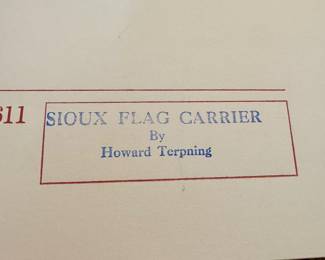 611
SIOUX FLAG CARRIER
By
Howard Terpning